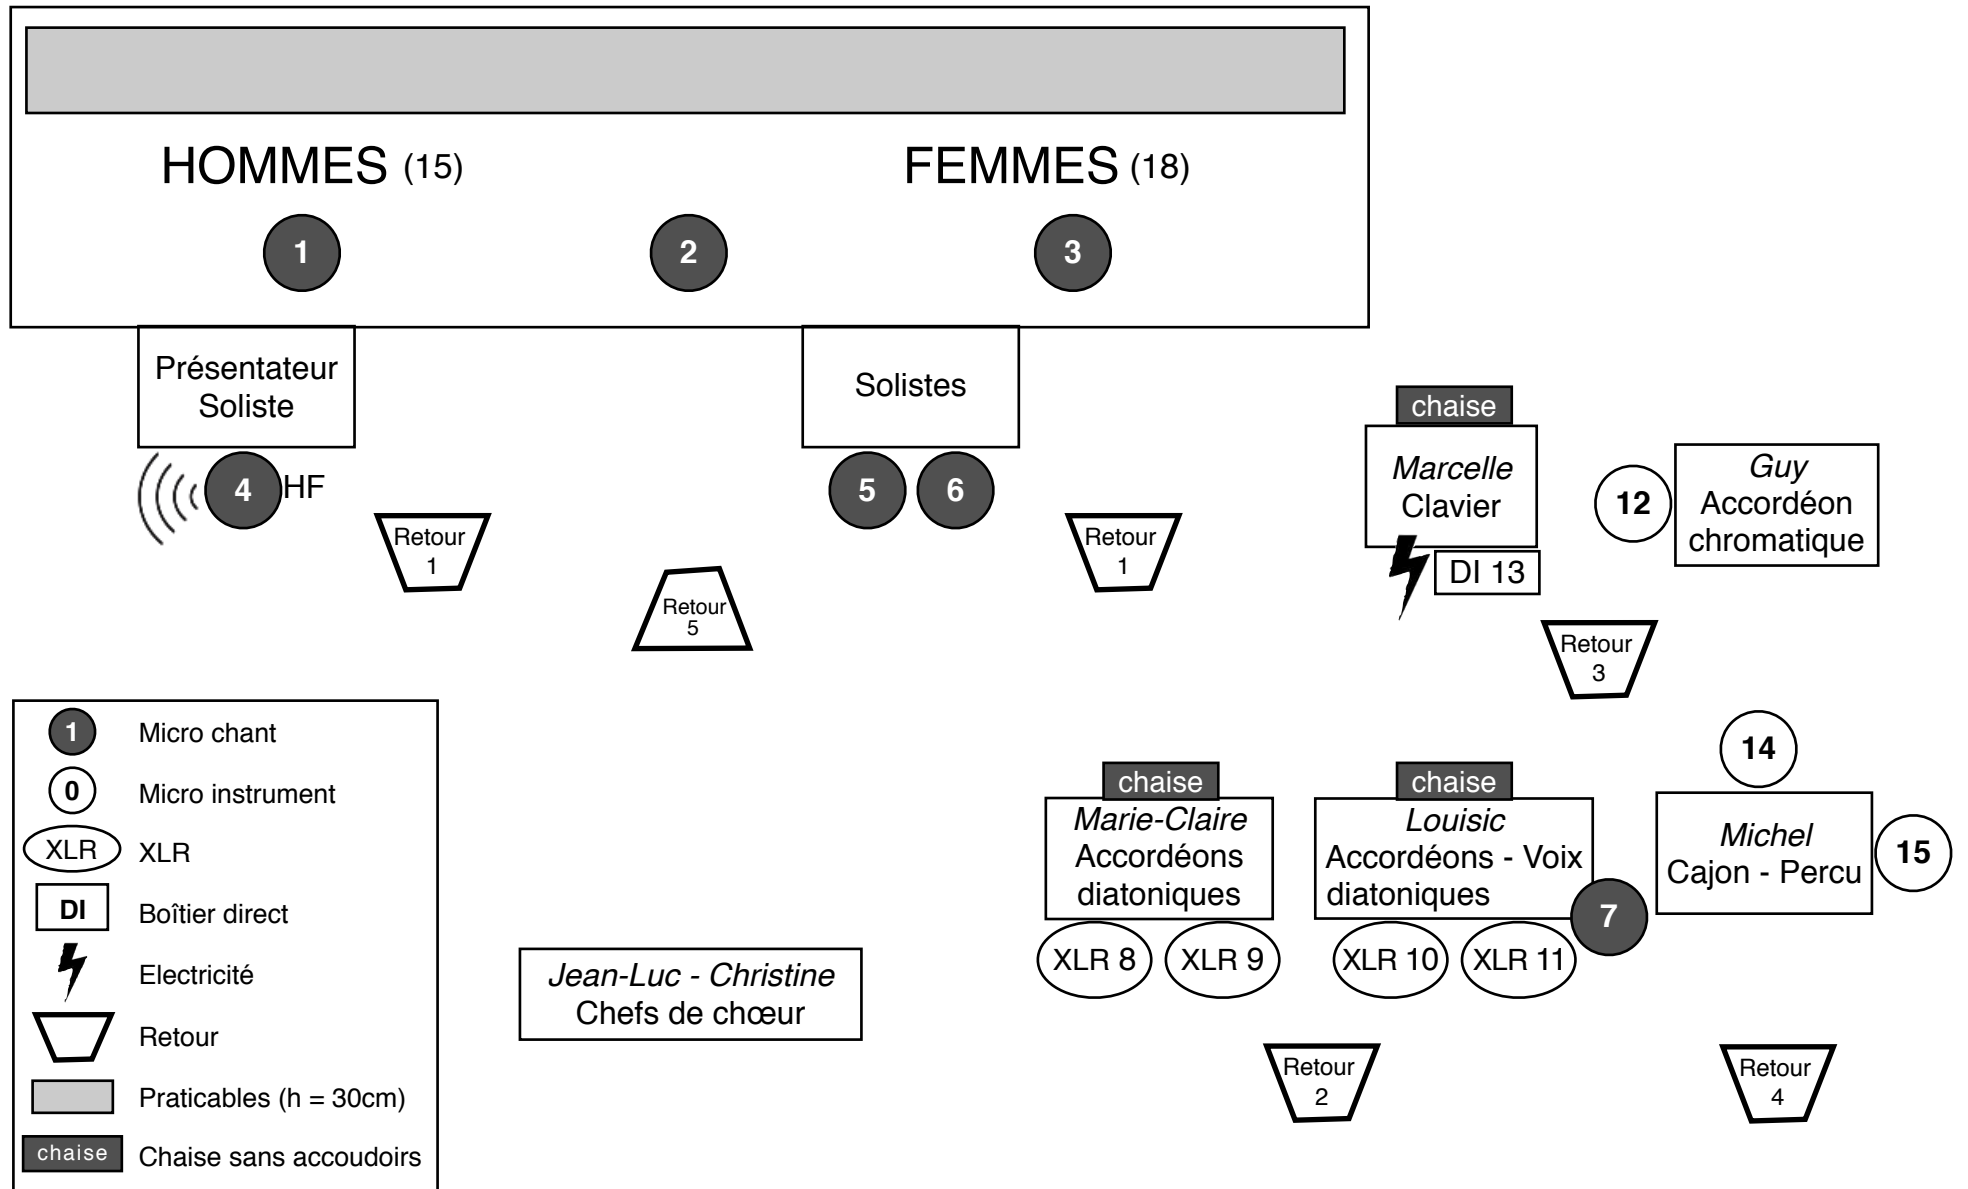 HOMMES (15)
FEMMES (18)
1
2
3
Présentateur
Soliste
Solistes
4 HF
5
6
Retour
1
Retour
5
Retour
1
chaise
Marcelle
Clavier
DI 13
12
Guy
Accordéon
chromatique
Retour
3
1 Micro chant
0 Micro instrument
XLR XLR
DI Boîtier direct
Electricité
Retour
Praticables (h = 30cm)
chaise Chaise sans accoudoirs
Jean-Luc - Christine
Chefs de chœur
chaise
Marie-Claire
Accordéons
diatoniques
XLR 8
XLR 9
chaise
Louisic
Accordéons - Voix
diatoniques
7
XLR 10
XLR 11
14
Michel
Cajon - Percu
15
Retour
2
Retour
4